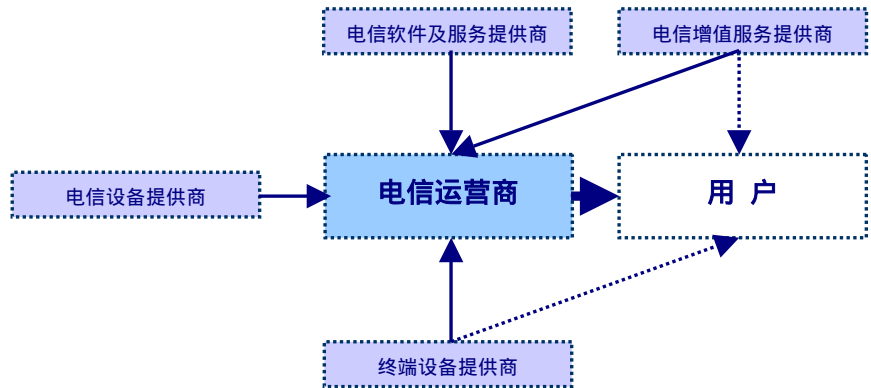 电信软件及服务提供商
电信增值服务提供商
电信设备提供商
电信运营商
用 户
终端设备提供商